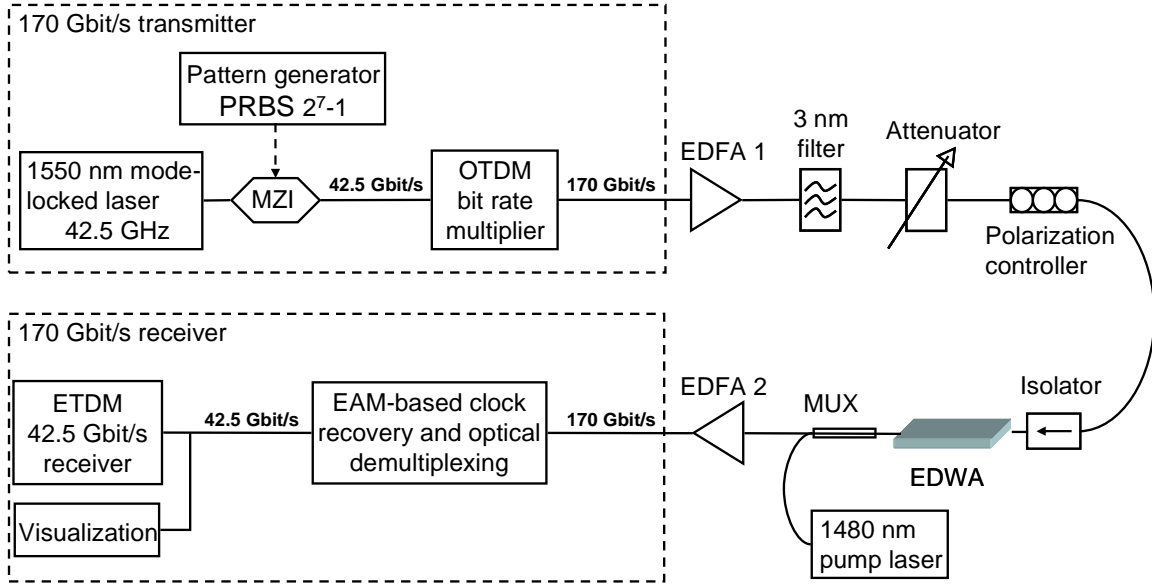 170 Gbit/s transmitter
Pattern generator
PRBS 2⁷-1
1550 nm mode-
locked laser
42.5 GHz
MZI
42.5 Gbit/s
OTDM
bit rate
multiplier
170 Gbit/s
EDFA 1
3 nm
filter
Attenuator
Polarization
controller
170 Gbit/s receiver
ETDM
42.5 Gbit/s
receiver
Visualization
42.5 Gbit/s
EAM-based clock
recovery and optical
demultiplexing
170 Gbit/s
EDFA 2
MUX
1480 nm
pump laser
EDWA
Isolator